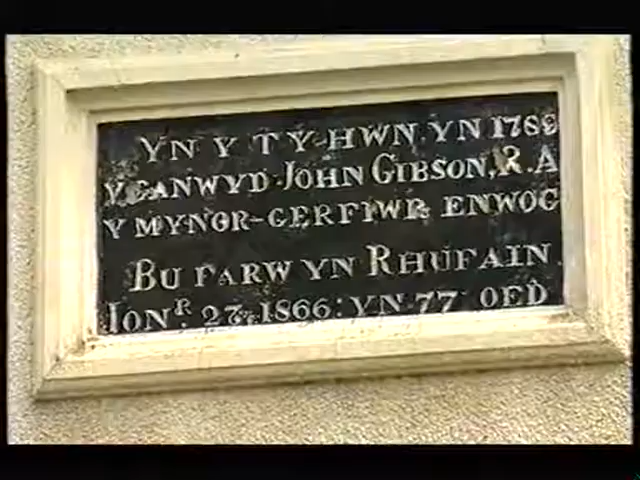 YN Y TY HWN YN 1789
Y GANWYD JOHN GIBSON, R.A
Y MYNOR-GERFIWR ENWOG
BU FARW YN RHUFAIN
IONR. 27, 1866: YN 77 OED